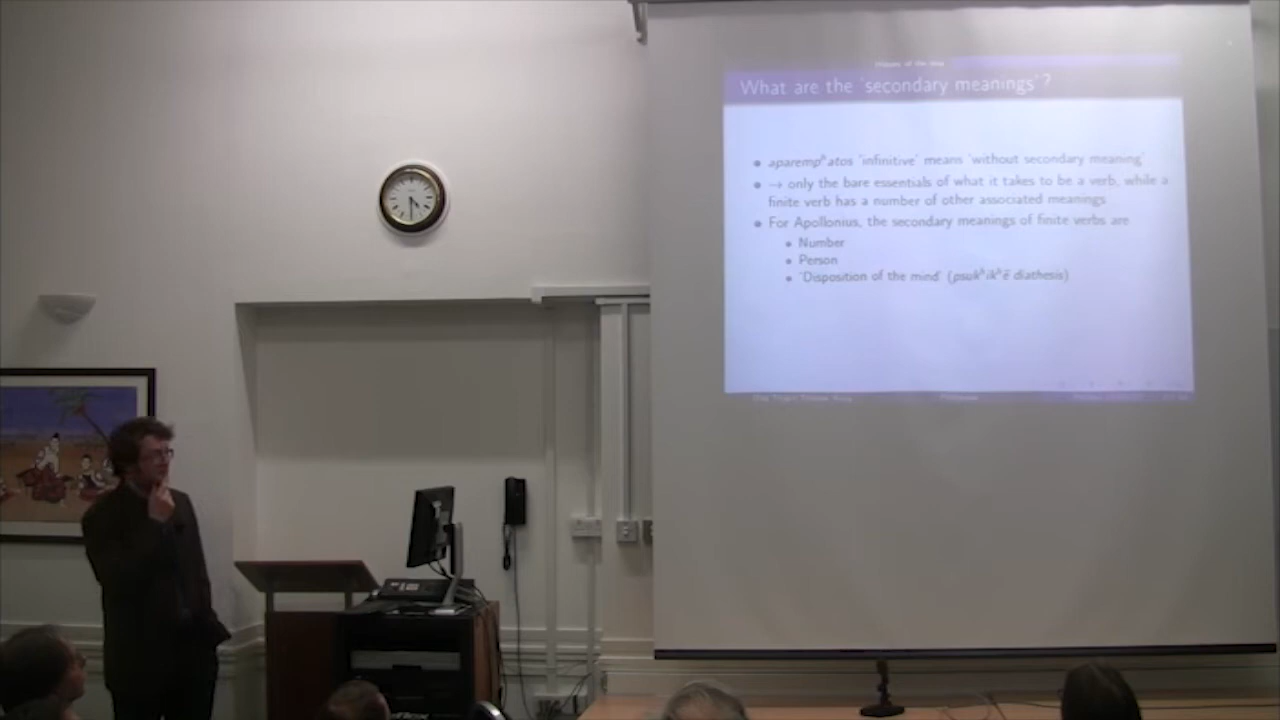 What are the 'secondary meanings'?
• apārempʰatos 'infinitive' means 'without secondary meaning'
• → only the bare essentials of what it takes to be a verb, while a
finite verb has a number of other associated meanings
• For Apollonius, the secondary meanings of finite verbs are
• Number
• Person
• 'Disposition of the mind' (psukʰikʰē diathesis)